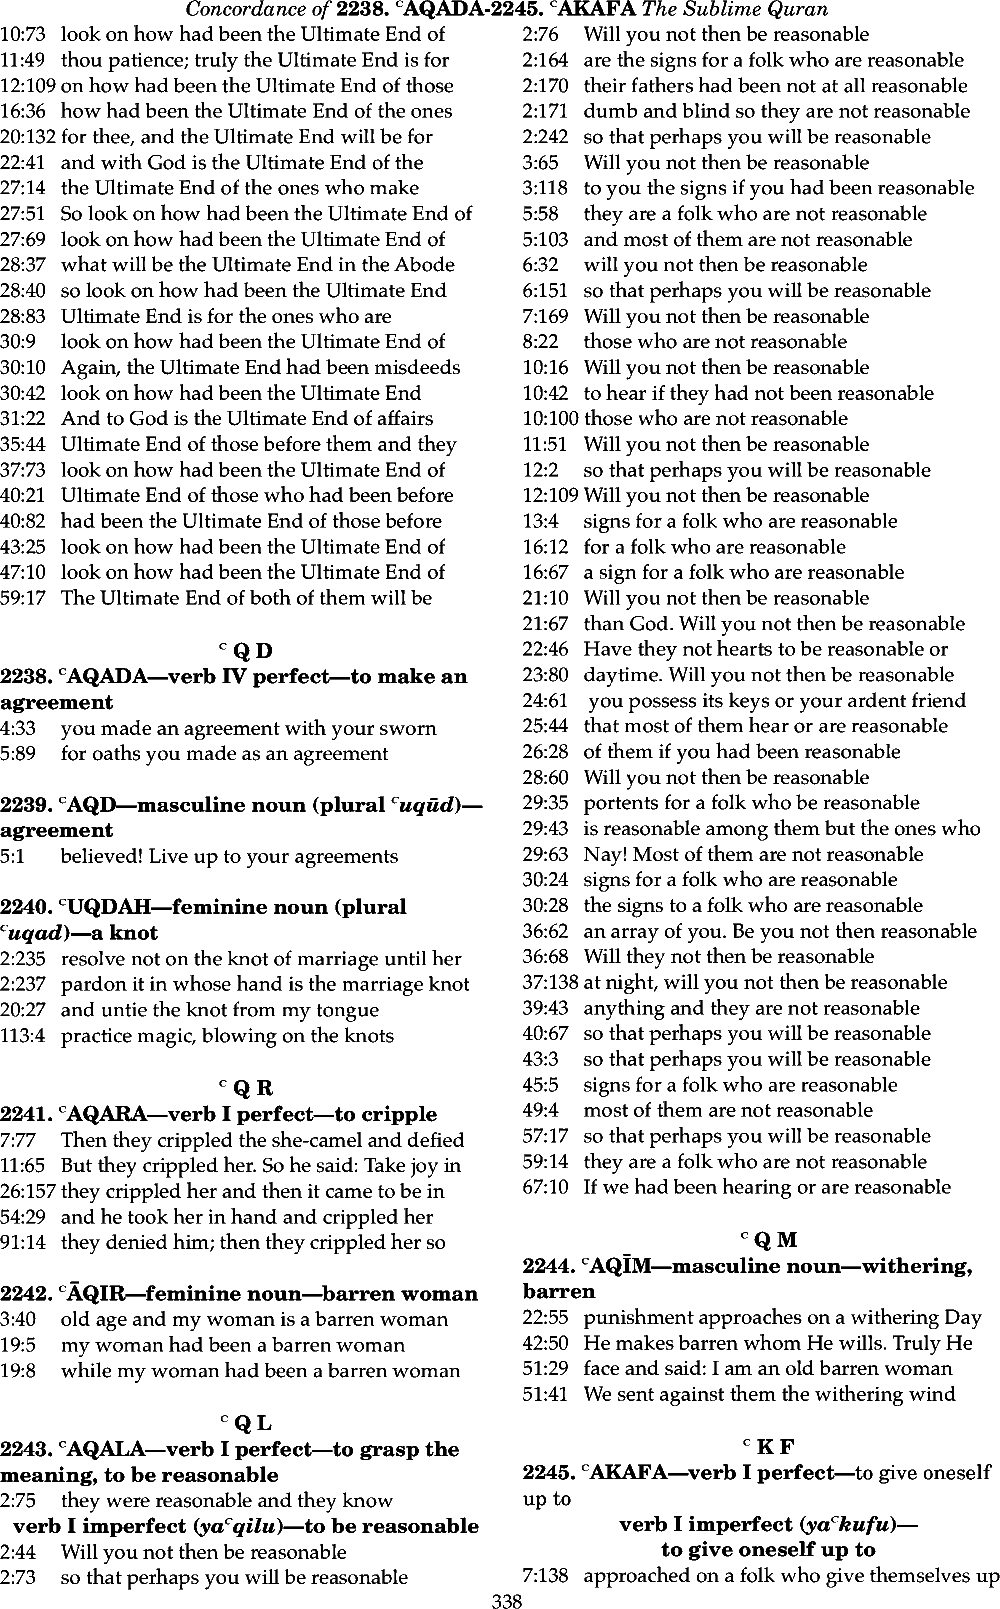 Concordance of 2238. ᶜAQADA-2245. ᶜAKAFA The Sublime Quran
10:73 look on how had been the Ultimate End of
11:49 thou patience; truly the Ultimate End is for
12:109 on how had been the Ultimate End of those
16:36 how had been the Ultimate End of the ones
20:132 for thee, and the Ultimate End will be for
22:41 and with God is the Ultimate End of the
27:14 the Ultimate End of the ones who make
27:51 So look on how had been the Ultimate End of
27:69 look on how had been the Ultimate End of
28:37 what will be the Ultimate End in the Abode
28:40 so look on how had been the Ultimate End
28:83 Ultimate End is for the ones who are
30:9 look on how had been the Ultimate End of
30:10 Again, the Ultimate End had been misdeeds
30:42 look on how had been the Ultimate End
31:22 And to God is the Ultimate End of affairs
35:44 Ultimate End of those before them and they
37:73 look on how had been the Ultimate End of
40:21 Ultimate End of those who had been before
40:82 had been the Ultimate End of those before
43:25 look on how had been the Ultimate End of
47:10 look on how had been the Ultimate End of
59:17 The Ultimate End of both of them will be
ᶜ Q D
2238. ᶜAQADA—verb IV perfect—to make an
agreement
4:33 you made an agreement with your sworn
5:89 for oaths you made as an agreement
2239. ᶜAQD—masculine noun (plural ᶜuqūd)—
agreement
5:1 believed! Live up to your agreements
2240. ᶜUQDAH—feminine noun (plural
ᶜuqad)—a knot
2:235 resolve not on the knot of marriage until her
2:237 pardon it in whose hand is the marriage knot
20:27 and untie the knot from my tongue
113:4 practice magic, blowing on the knots
ᶜ Q R
2241. ᶜAQARA—verb I perfect—to cripple
7:77 Then they crippled the she-camel and defied
11:65 But they crippled her. So he said: Take joy in
26:157 they crippled her and then it came to be in
54:29 and he took her in hand and crippled her
91:14 they denied him; then they crippled her so
2242. ᶜĀQIR—feminine noun—barren woman
3:40 old age and my woman is a barren woman
19:5 my woman had been a barren woman
19:8 while my woman had been a barren woman
ᶜ Q L
2243. ᶜAQALA—verb I perfect—to grasp the
meaning, to be reasonable
2:75 they were reasonable and they know
verb I imperfect (yaᶜqilu)—to be reasonable
2:44 Will you not then be reasonable
2:73 so that perhaps you will be reasonable
2:76 Will you not then be reasonable
2:164 are the signs for a folk who are reasonable
2:170 their fathers had been not at all reasonable
2:171 dumb and blind so they are not reasonable
2:242 so that perhaps you will be reasonable
3:65 Will you not then be reasonable
3:118 to you the signs if you had been reasonable
5:58 they are a folk who are not reasonable
5:103 and most of them are not reasonable
6:32 will you not then be reasonable
6:151 so that perhaps you will be reasonable
7:169 Will you not then be reasonable
8:22 those who are not reasonable
10:16 Will you not then be reasonable
10:42 to hear if they had not been reasonable
10:100 those who are not reasonable
11:51 Will you not then be reasonable
12:2 so that perhaps you will be reasonable
12:109 Will you not then be reasonable
13:4 signs for a folk who are reasonable
16:12 for a folk who are reasonable
16:67 a sign for a folk who are reasonable
21:10 Will you not then be reasonable
21:67 than God. Will you not then be reasonable
22:46 Have they not hearts to be reasonable or
23:80 daytime. Will you not then be reasonable
24:61 you possess its keys or your ardent friend
25:44 that most of them hear or are reasonable
26:28 of them if you had been reasonable
28:60 Will you not then be reasonable
29:35 portents for a folk who be reasonable
29:43 is reasonable among them but the ones who
29:63 Nay! Most of them are not reasonable
30:24 signs for a folk who are reasonable
30:28 the signs to a folk who are reasonable
36:62 an array of you. Be you not then reasonable
36:68 Will they not then be reasonable
37:138 at night, will you not then be reasonable
39:43 anything and they are not reasonable
40:67 so that perhaps you will be reasonable
43:3 so that perhaps you will be reasonable
45:5 signs for a folk who are reasonable
49:4 most of them are not reasonable
57:17 so that perhaps you will be reasonable
59:14 they are a folk who are not reasonable
67:10 If we had been hearing or are reasonable
ᶜ Q M
2244. ᶜAQĪM—masculine noun—withering,
barren
22:55 punishment approaches on a withering Day
42:50 He makes barren whom He wills. Truly He
51:29 face and said: I am an old barren woman
51:41 We sent against them the withering wind
ᶜ K F
2245. ᶜAKAFA—verb I perfect—to give oneself
up to
verb I imperfect (yaᶜkufu)—
to give oneself up to
7:138 approached on a folk who give themselves up
338